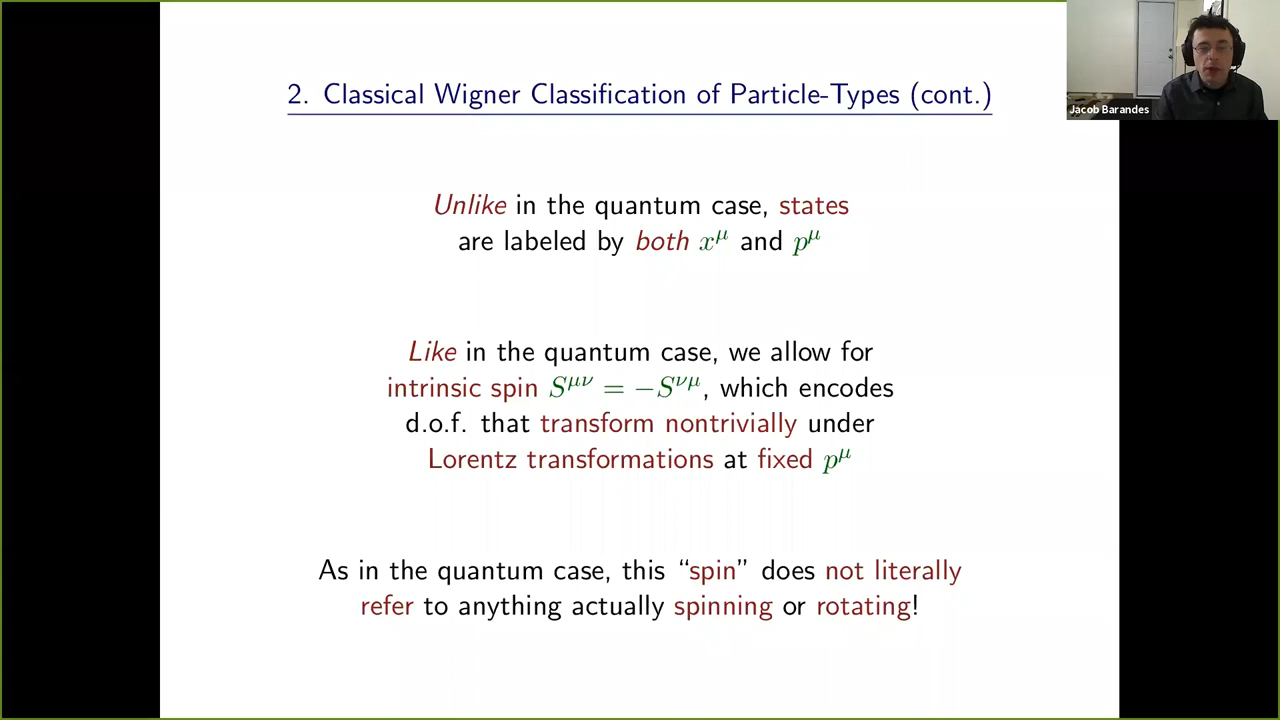 2. Classical Wigner Classification of Particle-Types (cont.)
Jacob Barandes
Unlike in the quantum case, states
are labeled by both x^μ and p^μ
Like in the quantum case, we allow for
intrinsic spin S^{μν} = −S^{νμ}, which encodes
d.o.f. that transform nontrivially under
Lorentz transformations at fixed p^μ
As in the quantum case, this “spin” does not literally
refer to anything actually spinning or rotating!